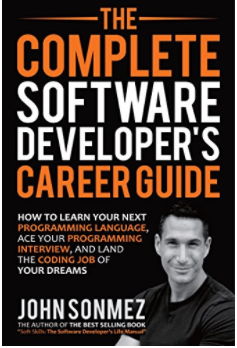 THE
COMPLETE
SOFTWARE
DEVELOPER'S
CAREER GUIDE
HOW TO LEARN YOUR NEXT
PROGRAMMING LANGUAGE,
ACE YOUR PROGRAMMING
INTERVIEW, AND LAND
THE CODING JOB OF
YOUR DREAMS
JOHN SONMEZ
THE AUTHOR OF THE BEST SELLING BOOK
"Soft Skills: The Software Developer's Life Manual"